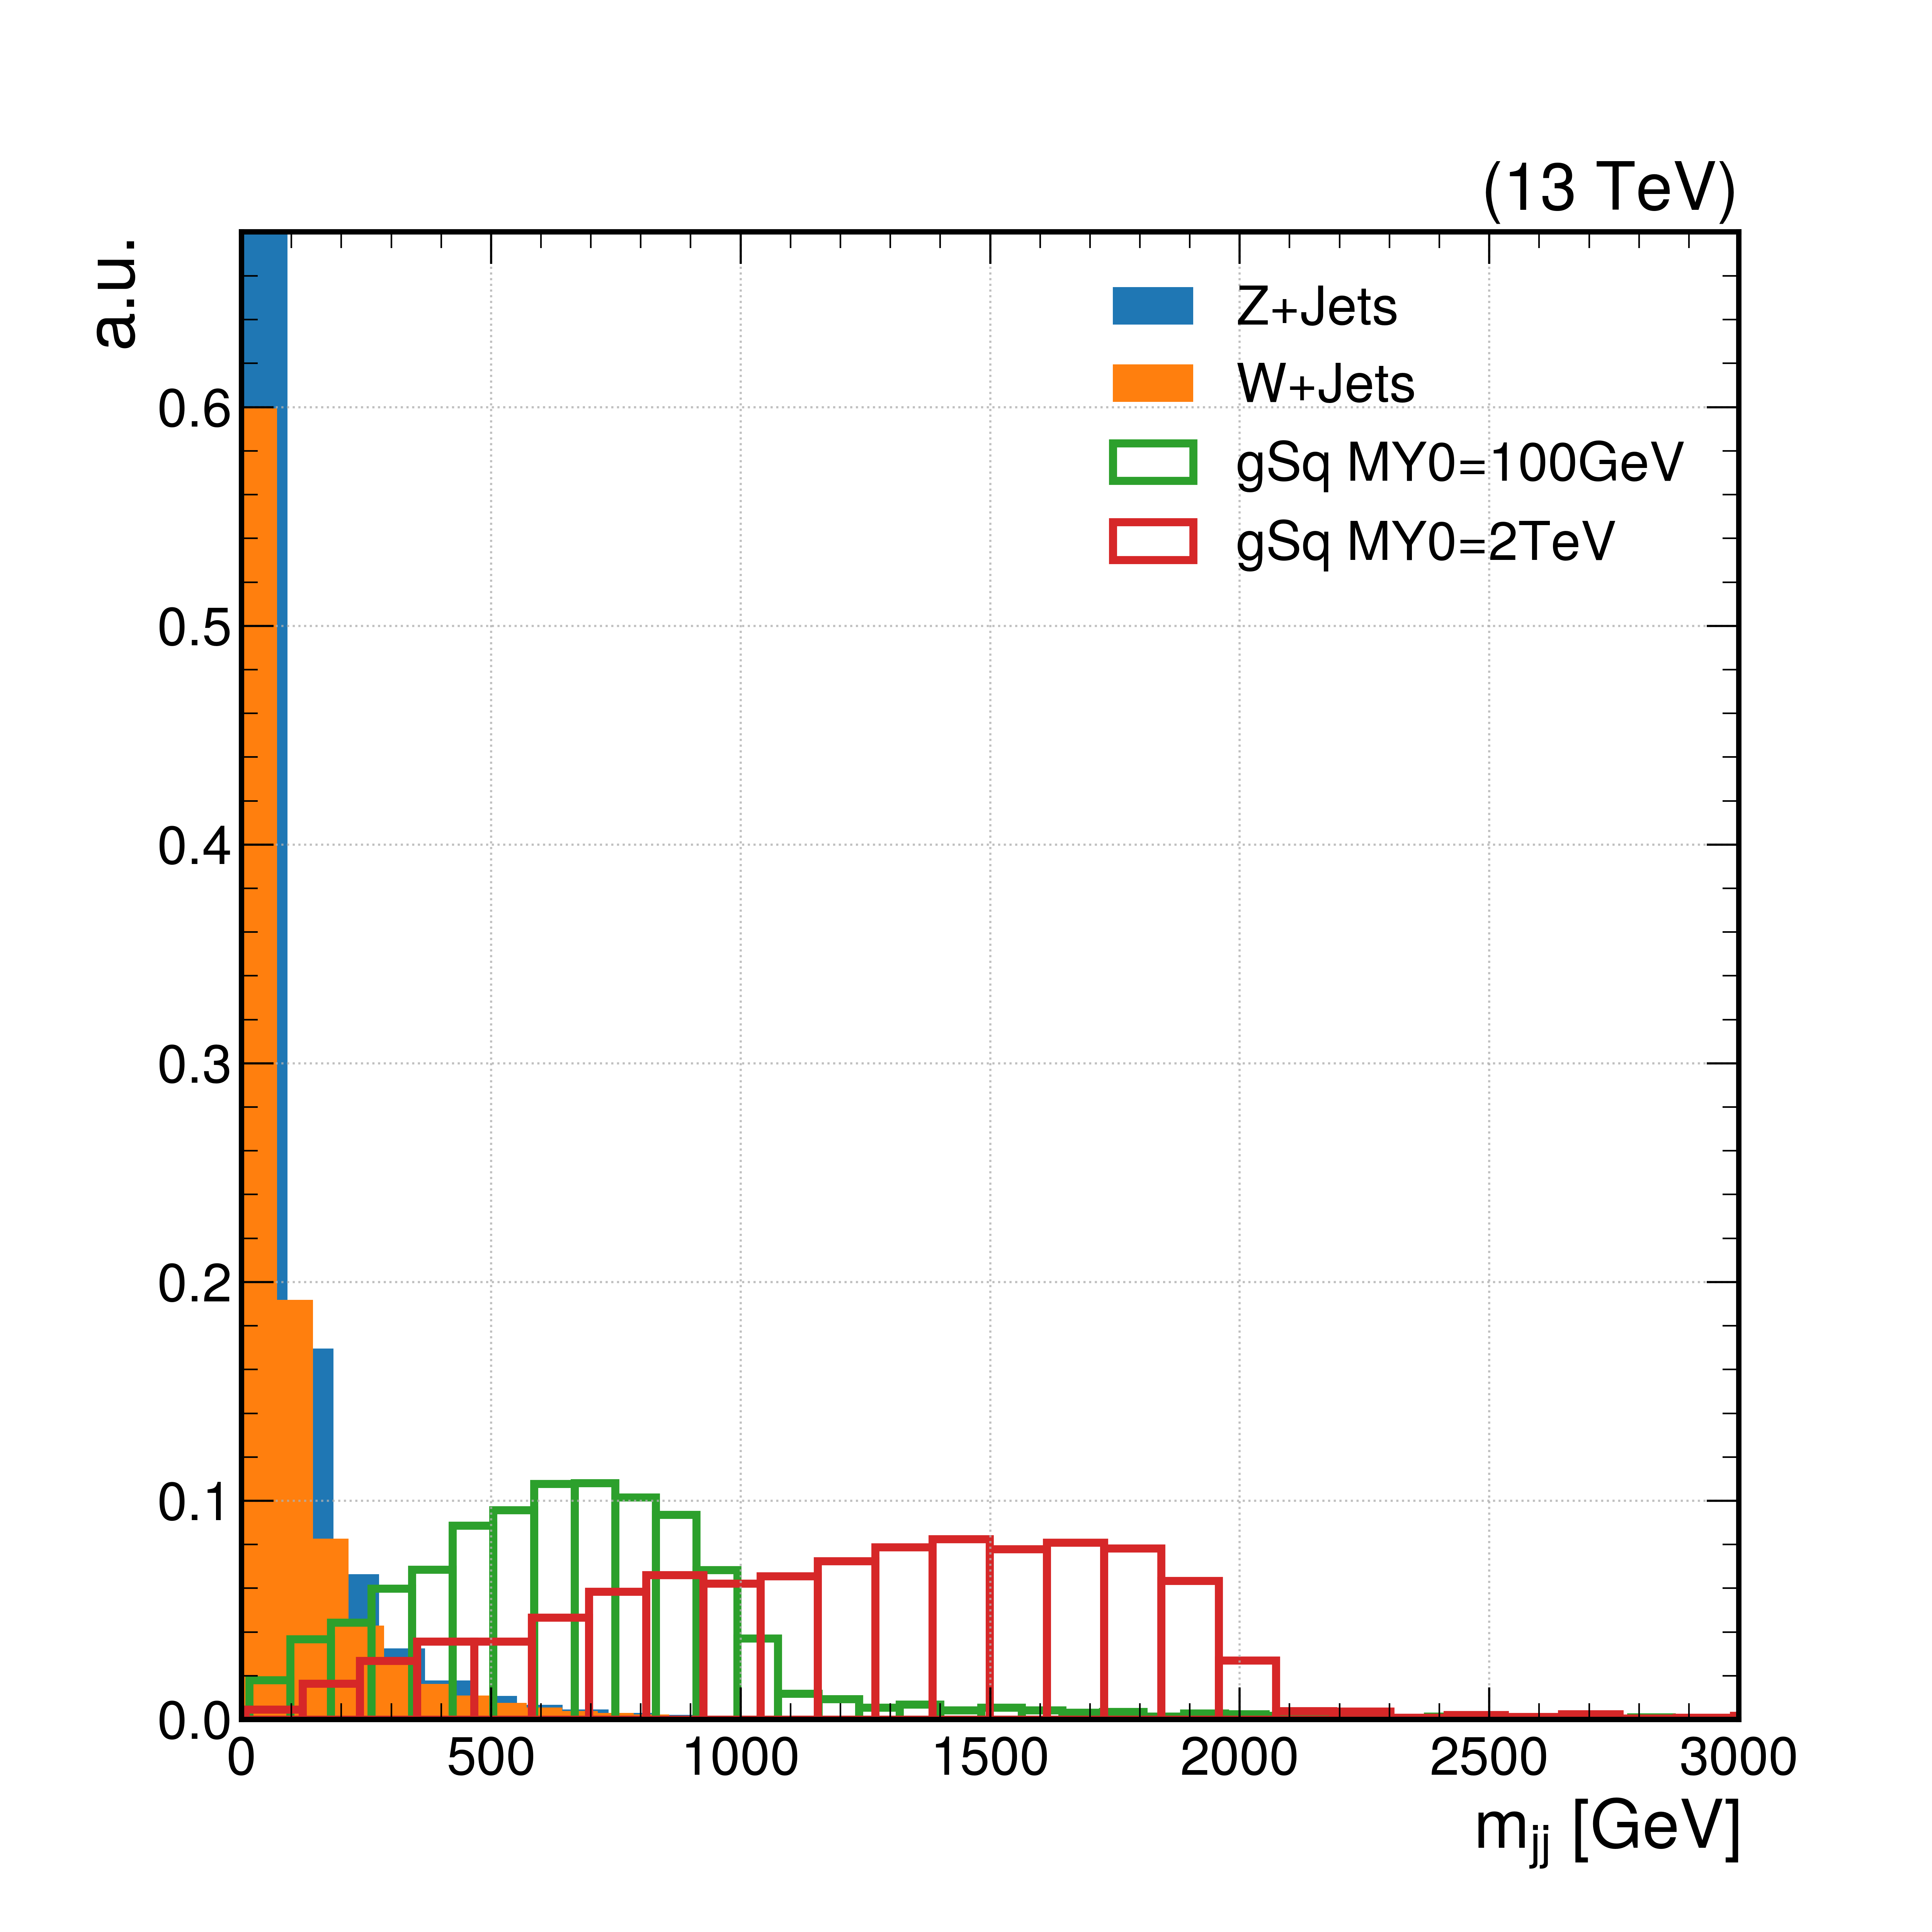 (13 TeV)
a.u.
Z+Jets
W+Jets
gSq MY0=100GeV
gSq MY0=2TeV
0.6
0.5
0.4
0.3
0.2
0.1
0.0
0 500 1000 1500 2000 2500 3000
m_jj [GeV]